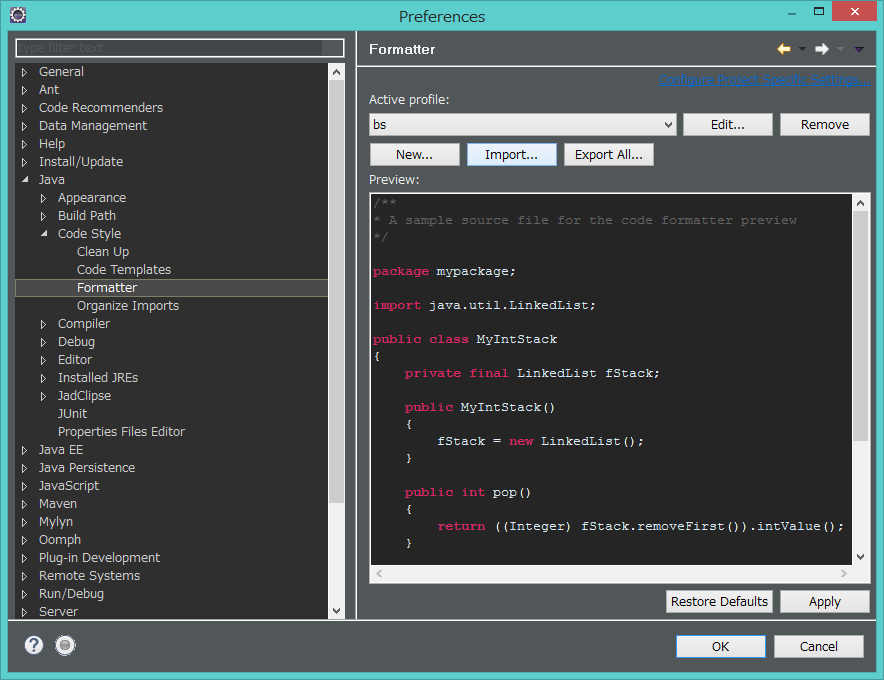 Preferences
type filter text
General
Ant
Code Recommenders
Data Management
Help
Install/Update
Java
Appearance
Build Path
Code Style
Clean Up
Code Templates
Formatter
Organize Imports
Compiler
Debug
Editor
Installed JREs
JadClipse
JUnit
Properties Files Editor
Java EE
Java Persistence
JavaScript
Maven
Mylyn
Oomph
Plug-in Development
Remote Systems
Run/Debug
Server
Formatter
Configure Project Specific Settings...
Active profile:
bs
Edit...
Remove
New...
Import...
Export All...
Preview:
/**
* A sample source file for the code formatter preview
*/
package mypackage;
import java.util.LinkedList;
public class MyIntStack
{
private final LinkedList fStack;
public MyIntStack()
{
fStack = new LinkedList();
}
public int pop()
{
return ((Integer) fStack.removeFirst()).intValue();
}
Restore Defaults
Apply
?
OK
Cancel